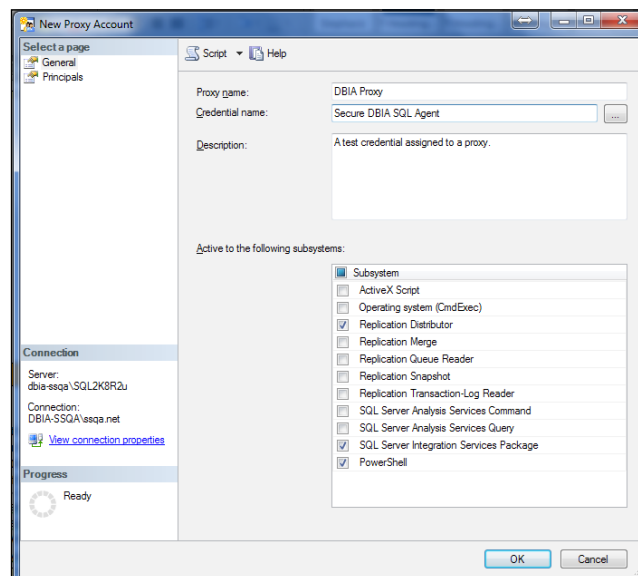 New Proxy Account
Select a page
General
Principals
Script
Help
Proxy name:
DBIA Proxy
Credential name:
Secure DBIA SQL Agent
...
Description:
A test credential assigned to a proxy.
Active to the following subsystems:
Subsystem
ActiveX Script
Operating system (CmdExec)
Replication Distributor
Replication Merge
Replication Queue Reader
Replication Snapshot
Replication Transaction-Log Reader
SQL Server Analysis Services Command
SQL Server Analysis Services Query
SQL Server Integration Services Package
PowerShell
Connection
Server:
dbia-ssqa\SQL2K8R2u
Connection:
DBIA-SSQA\ssqa.net
View connection properties
Progress
Ready
OK
Cancel